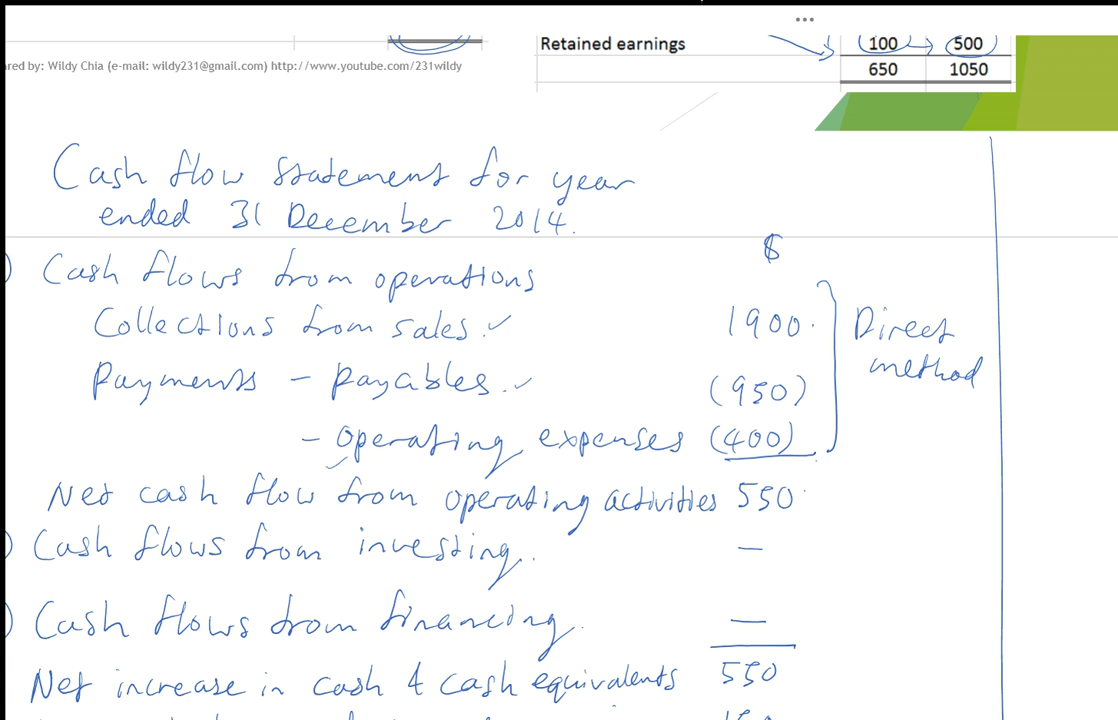 Retained earnings 100 500
red by: Wildy Chia (e-mail: wildy231@gmail.com) http://www.youtube.com/231wildy
650 1050
Cash flow statement for year
ended 31 December 2014.
$
) Cash flows from operations
Collections from sales ✓ 1900 Direct
Payments - Payables ✓ (950) method
- Operating expenses (400)
Net cash flow from operating activities 550
) Cash flows from investing. —
) Cash flows from financing. —
Net increase in cash & cash equivalents 550